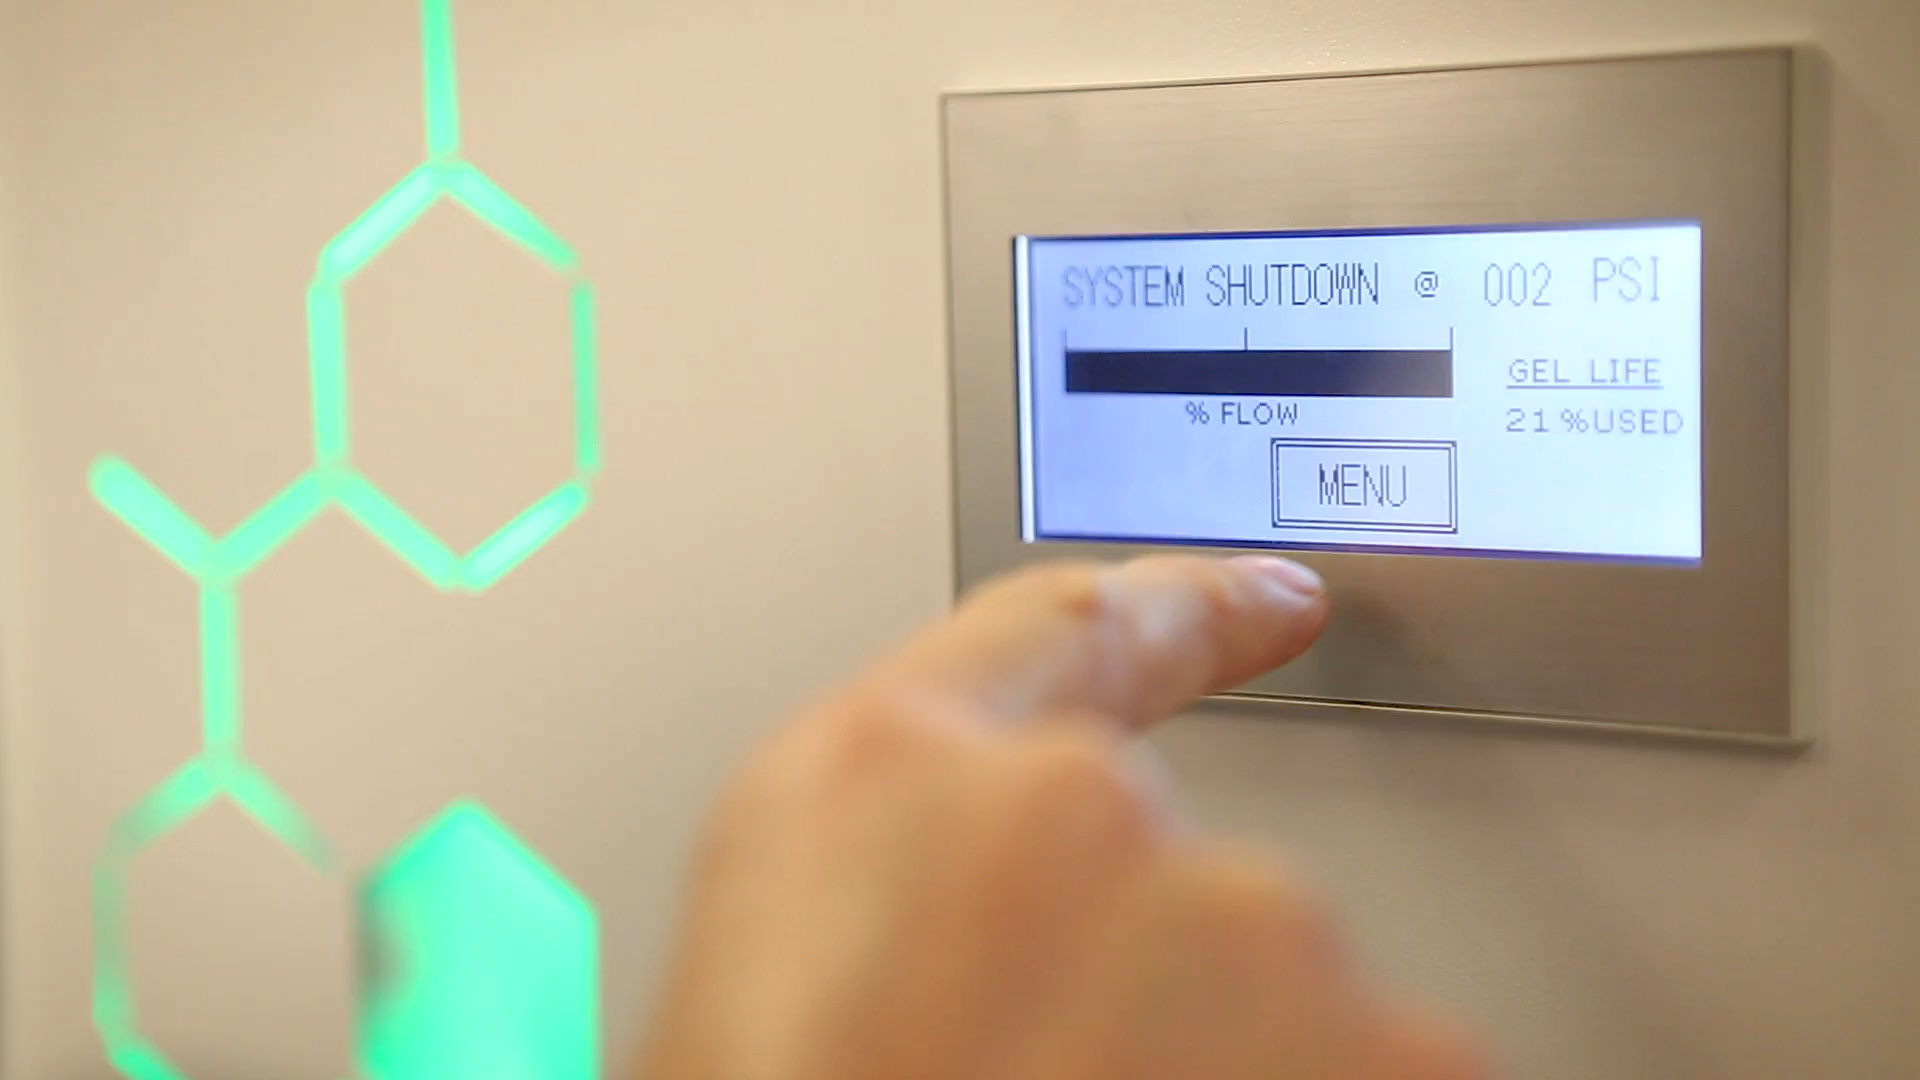 SYSTEM SHUTDOWN @ 002 PSI
% FLOW
GEL LIFE
21%USED
MENU